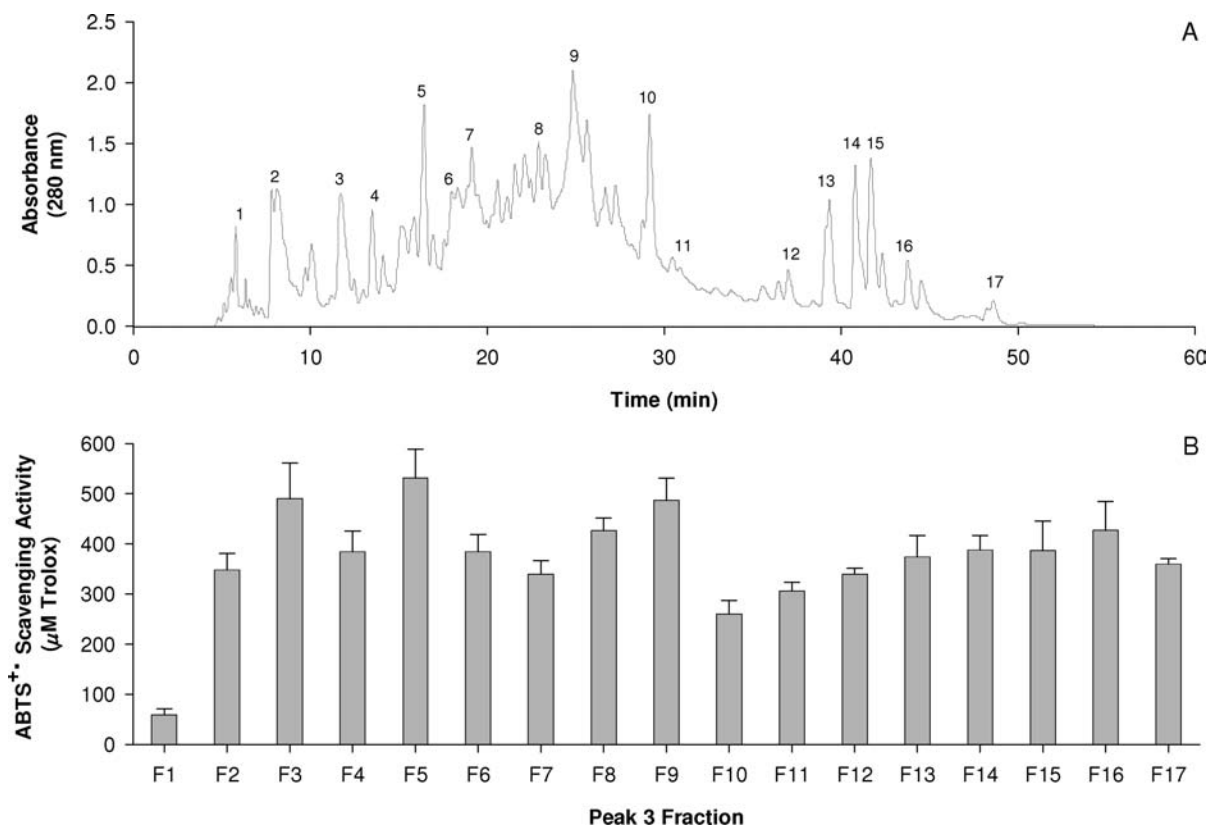 A
Absorbance
(280 nm)
2.5
2.0
1.5
1.0
0.5
0.0
1
2
3
4
5
6
7
8
9
10
11
12
13
14
15
16
17
0
10
20
30
40
50
60
Time (min)
B
ABTS+• Scavenging Activity
(μM Trolox)
600
500
400
300
200
100
0
F1
F2
F3
F4
F5
F6
F7
F8
F9
F10
F11
F12
F13
F14
F15
F16
F17
Peak 3 Fraction